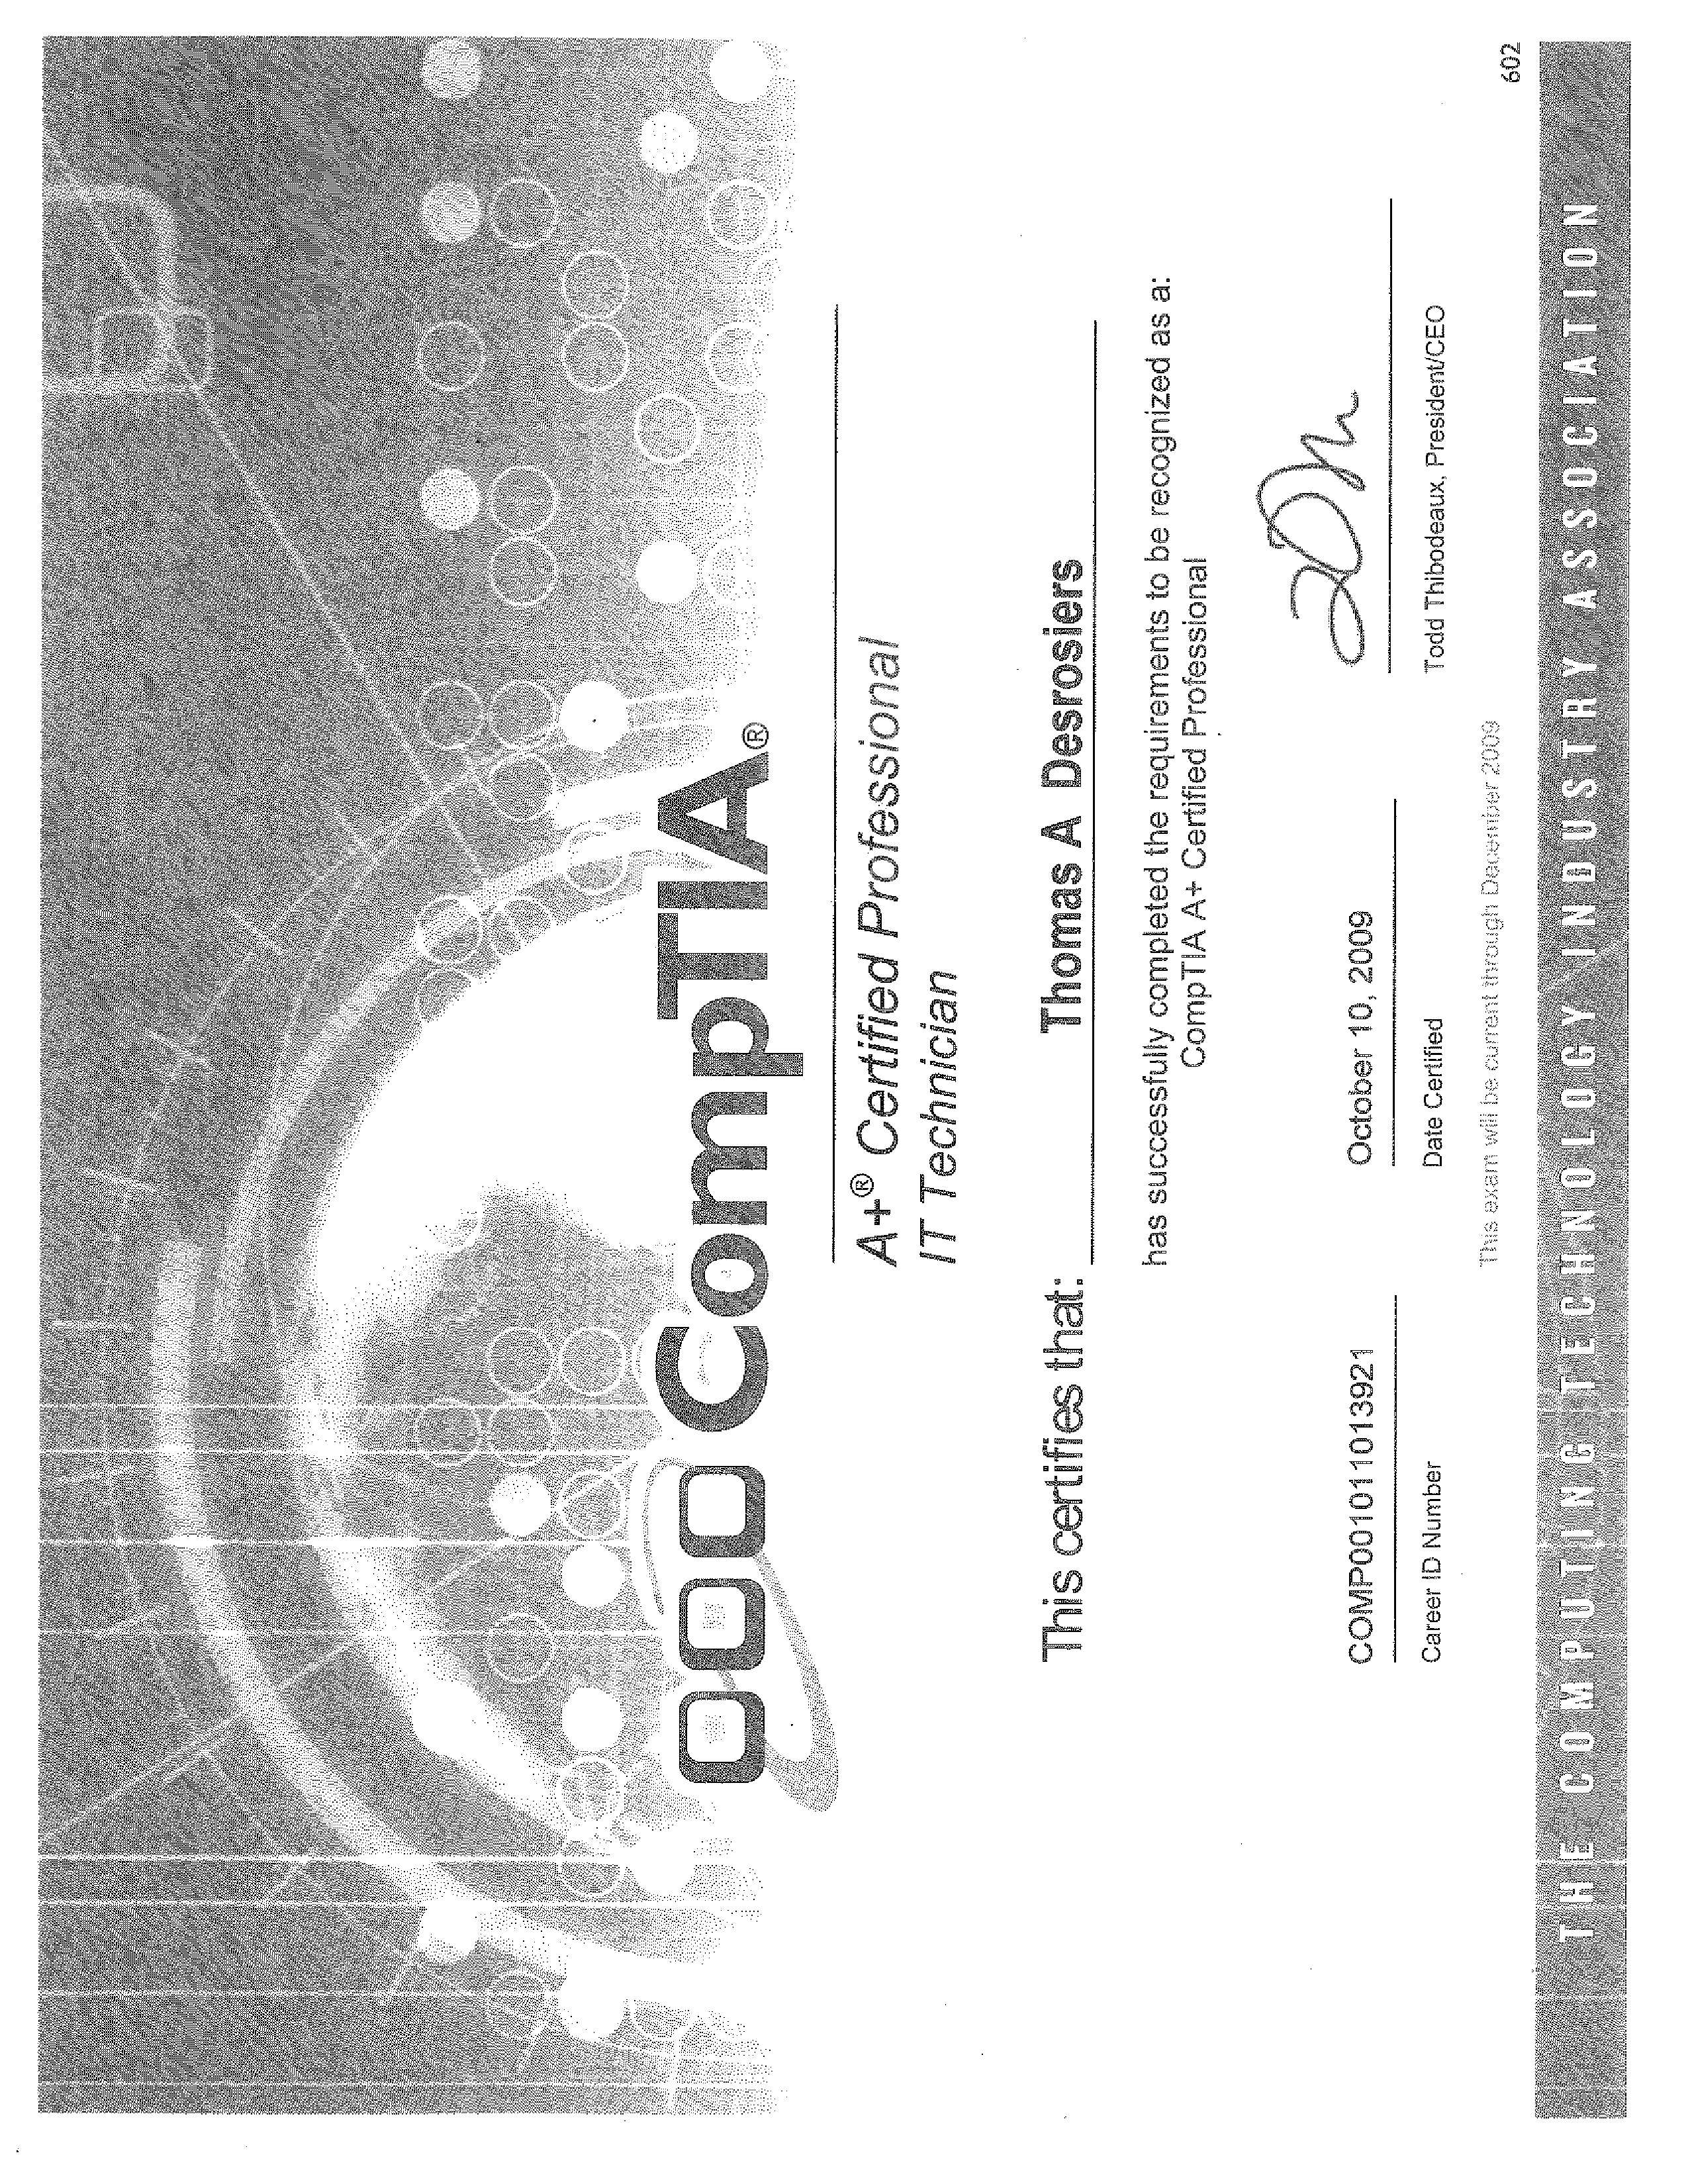 CompTIA®
A+® Certified Professional
IT Technician
This certifies that: Thomas A Desrosiers
has successfully completed the requirements to be recognized as a:
CompTIA A+ Certified Professional
COMP001011013921 October 10, 2009
Career ID Number Date Certified Todd Thibodeaux, President/CEO
This exam will be current through December 2009
602
THE COMPUTING TECHNOLOGY INDUSTRY ASSOCIATION